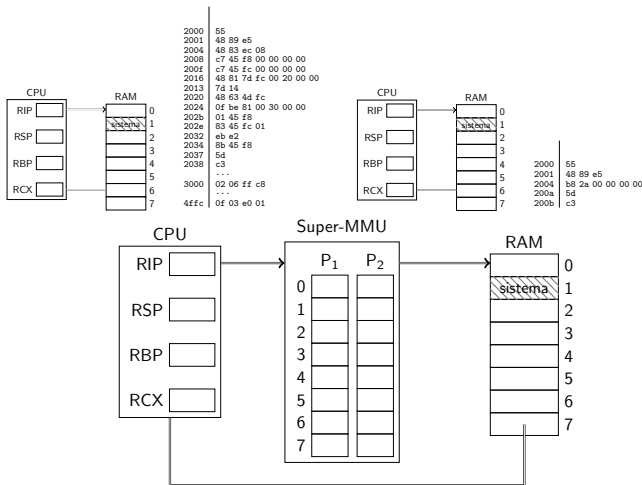 2000 55
2001 48 89 e5
2004 48 83 ec 08
2008 c7 45 f8 00 00 00 00
200f c7 45 fc 00 00 00 00
2016 48 81 7d fc 00 20 00 00
2013 7d 14
2020 48 63 4d fc
2024 0f be 81 00 30 00 00
202b 01 45 f8
202e 83 45 fc 01
2032 eb e2
2034 8b 45 f8
2037 5d
2038 c3
...
3000 02 06 ff c8
...
4ffc 0f 03 e0 01
CPU
RIP
RSP
RBP
RCX
RAM
0
sistema 1
2
3
4
5
6
7
CPU
RIP
RSP
RBP
RCX
RAM
0
sistema 1
2
3
4
5
6
7
2000 55
2001 48 89 e5
2004 b8 2a 00 00 00 00
200a 5d
200b c3
CPU
RIP
RSP
RBP
RCX
Super-MMU
P1 P2
0
1
2
3
4
5
6
7
RAM
0
sistema 1
2
3
4
5
6
7